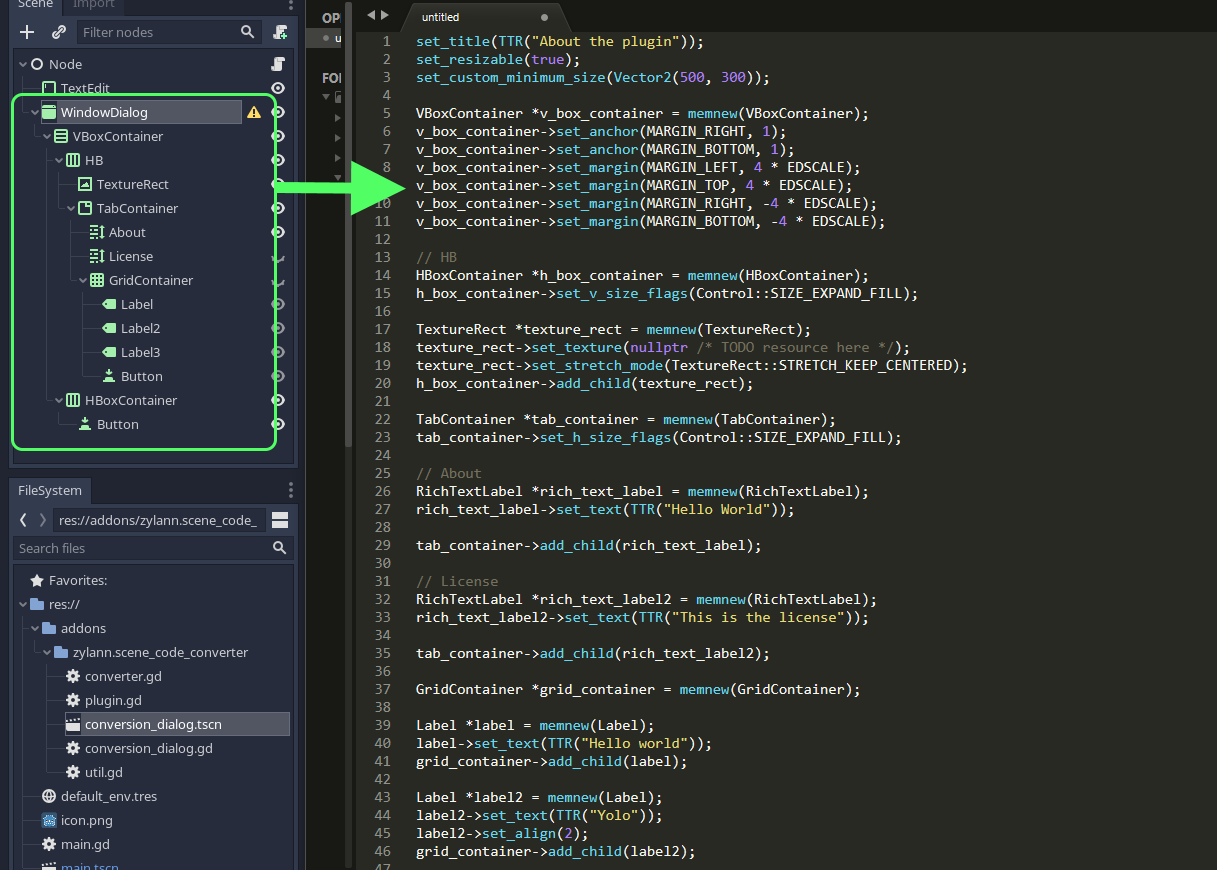 Scene
Import
Filter nodes
Node
TextEdit
WindowDialog
VBoxContainer
HB
TextureRect
TabContainer
About
License
GridContainer
Label
Label2
Label3
Button
HBoxContainer
Button
FileSystem
res://addons/zylann.scene_code_
Search files
Favorites:
res://
addons
zylann.scene_code_converter
converter.gd
plugin.gd
conversion_dialog.tscn
conversion_dialog.gd
util.gd
default_env.tres
icon.png
main.gd
main.tscn
OP
u
FO
untitled
1 set_title(TTR("About the plugin"));
2 set_resizable(true);
3 set_custom_minimum_size(Vector2(500, 300));
4
5 VBoxContainer *v_box_container = memnew(VBoxContainer);
6 v_box_container->set_anchor(MARGIN_RIGHT, 1);
7 v_box_container->set_anchor(MARGIN_BOTTOM, 1);
8 v_box_container->set_margin(MARGIN_LEFT, 4 * EDSCALE);
v_box_container->set_margin(MARGIN_TOP, 4 * EDSCALE);
10 v_box_container->set_margin(MARGIN_RIGHT, -4 * EDSCALE);
11 v_box_container->set_margin(MARGIN_BOTTOM, -4 * EDSCALE);
12
13 // HB
14 HBoxContainer *h_box_container = memnew(HBoxContainer);
15 h_box_container->set_v_size_flags(Control::SIZE_EXPAND_FILL);
16
17 TextureRect *texture_rect = memnew(TextureRect);
18 texture_rect->set_texture(nullptr /* TODO resource here */);
19 texture_rect->set_stretch_mode(TextureRect::STRETCH_KEEP_CENTERED);
20 h_box_container->add_child(texture_rect);
21
22 TabContainer *tab_container = memnew(TabContainer);
23 tab_container->set_h_size_flags(Control::SIZE_EXPAND_FILL);
24
25 // About
26 RichTextLabel *rich_text_label = memnew(RichTextLabel);
27 rich_text_label->set_text(TTR("Hello World"));
28
29 tab_container->add_child(rich_text_label);
30
31 // License
32 RichTextLabel *rich_text_label2 = memnew(RichTextLabel);
33 rich_text_label2->set_text(TTR("This is the license"));
34
35 tab_container->add_child(rich_text_label2);
36
37 GridContainer *grid_container = memnew(GridContainer);
38
39 Label *label = memnew(Label);
40 label->set_text(TTR("Hello world"));
41 grid_container->add_child(label);
42
43 Label *label2 = memnew(Label);
44 label2->set_text(TTR("Yolo"));
45 label2->set_align(2);
46 grid_container->add_child(label2);
47